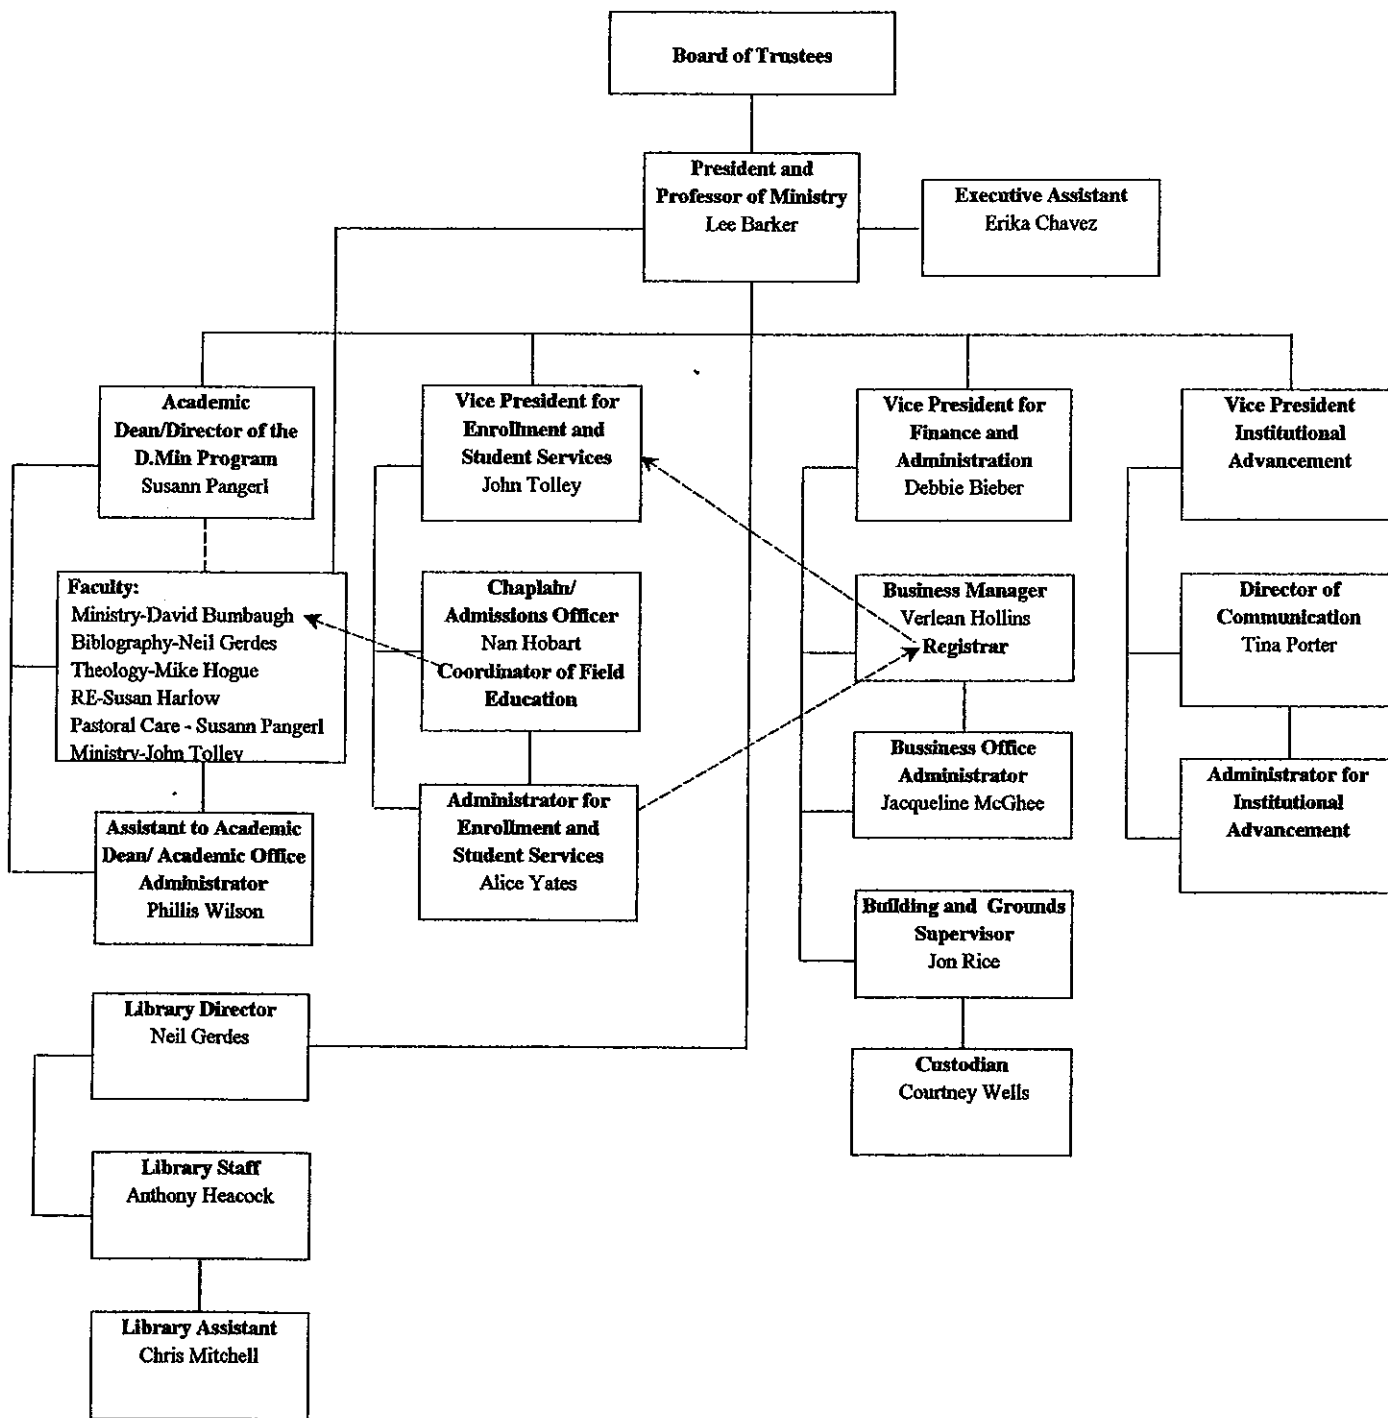 Board of Trustees
President and
Professor of Ministry
Lee Barker
Executive Assistant
Erika Chavez
Academic
Dean/Director of the
D.Min Program
Susann Pangerl
Vice President for
Enrollment and
Student Services
John Tolley
Vice President for
Finance and
Administration
Debbie Bieber
Vice President
Institutional
Advancement
Faculty:
Ministry-David Bumbaugh
Biblography-Neil Gerdes
Theology-Mike Hogue
RE-Susan Harlow
Pastoral Care - Susann Pangerl
Ministry-John Tolley
Chaplain/
Admissions Officer
Nan Hobart
Coordinator of Field
Education
Business Manager
Verlean Hollins
Registrar
Director of
Communication
Tina Porter
Bussiness Office
Administrator
Jacqueline McGhee
Administrator for
Institutional
Advancement
Assistant to Academic
Dean/ Academic Office
Administrator
Phillis Wilson
Administrator for
Enrollment and
Student Services
Alice Yates
Building and Grounds
Supervisor
Jon Rice
Library Director
Neil Gerdes
Custodian
Courtney Wells
Library Staff
Anthony Heacock
Library Assistant
Chris Mitchell